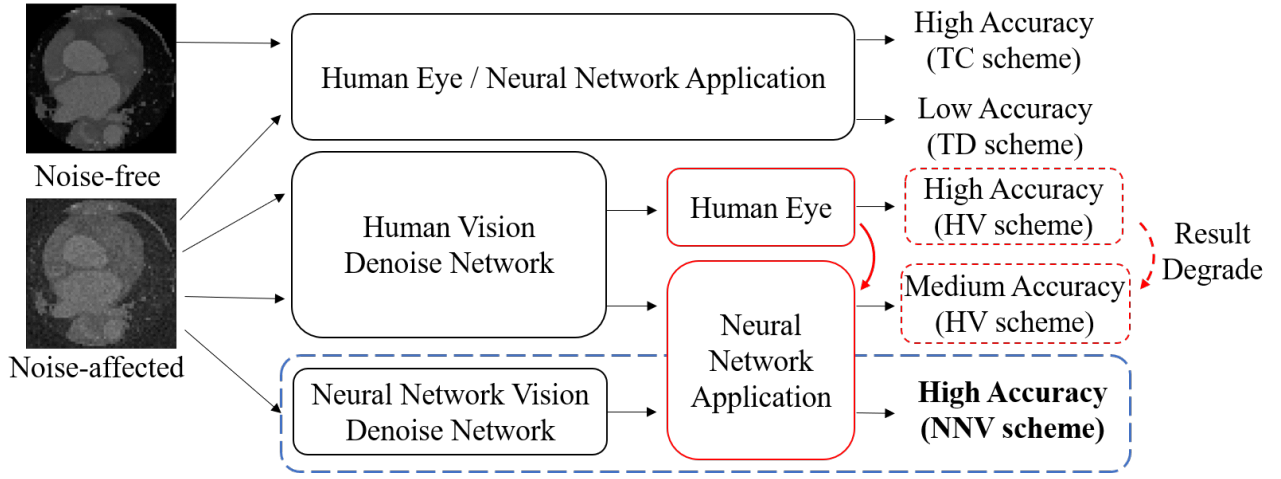 Noise-free
Noise-affected
Human Eye / Neural Network Application
High Accuracy
(TC scheme)
Low Accuracy
(TD scheme)
Human Vision
Denoise Network
Human Eye
High Accuracy
(HV scheme)
Result
Degrade
Neural
Network
Application
Medium Accuracy
(HV scheme)
Neural Network Vision
Denoise Network
High Accuracy
(NNV scheme)